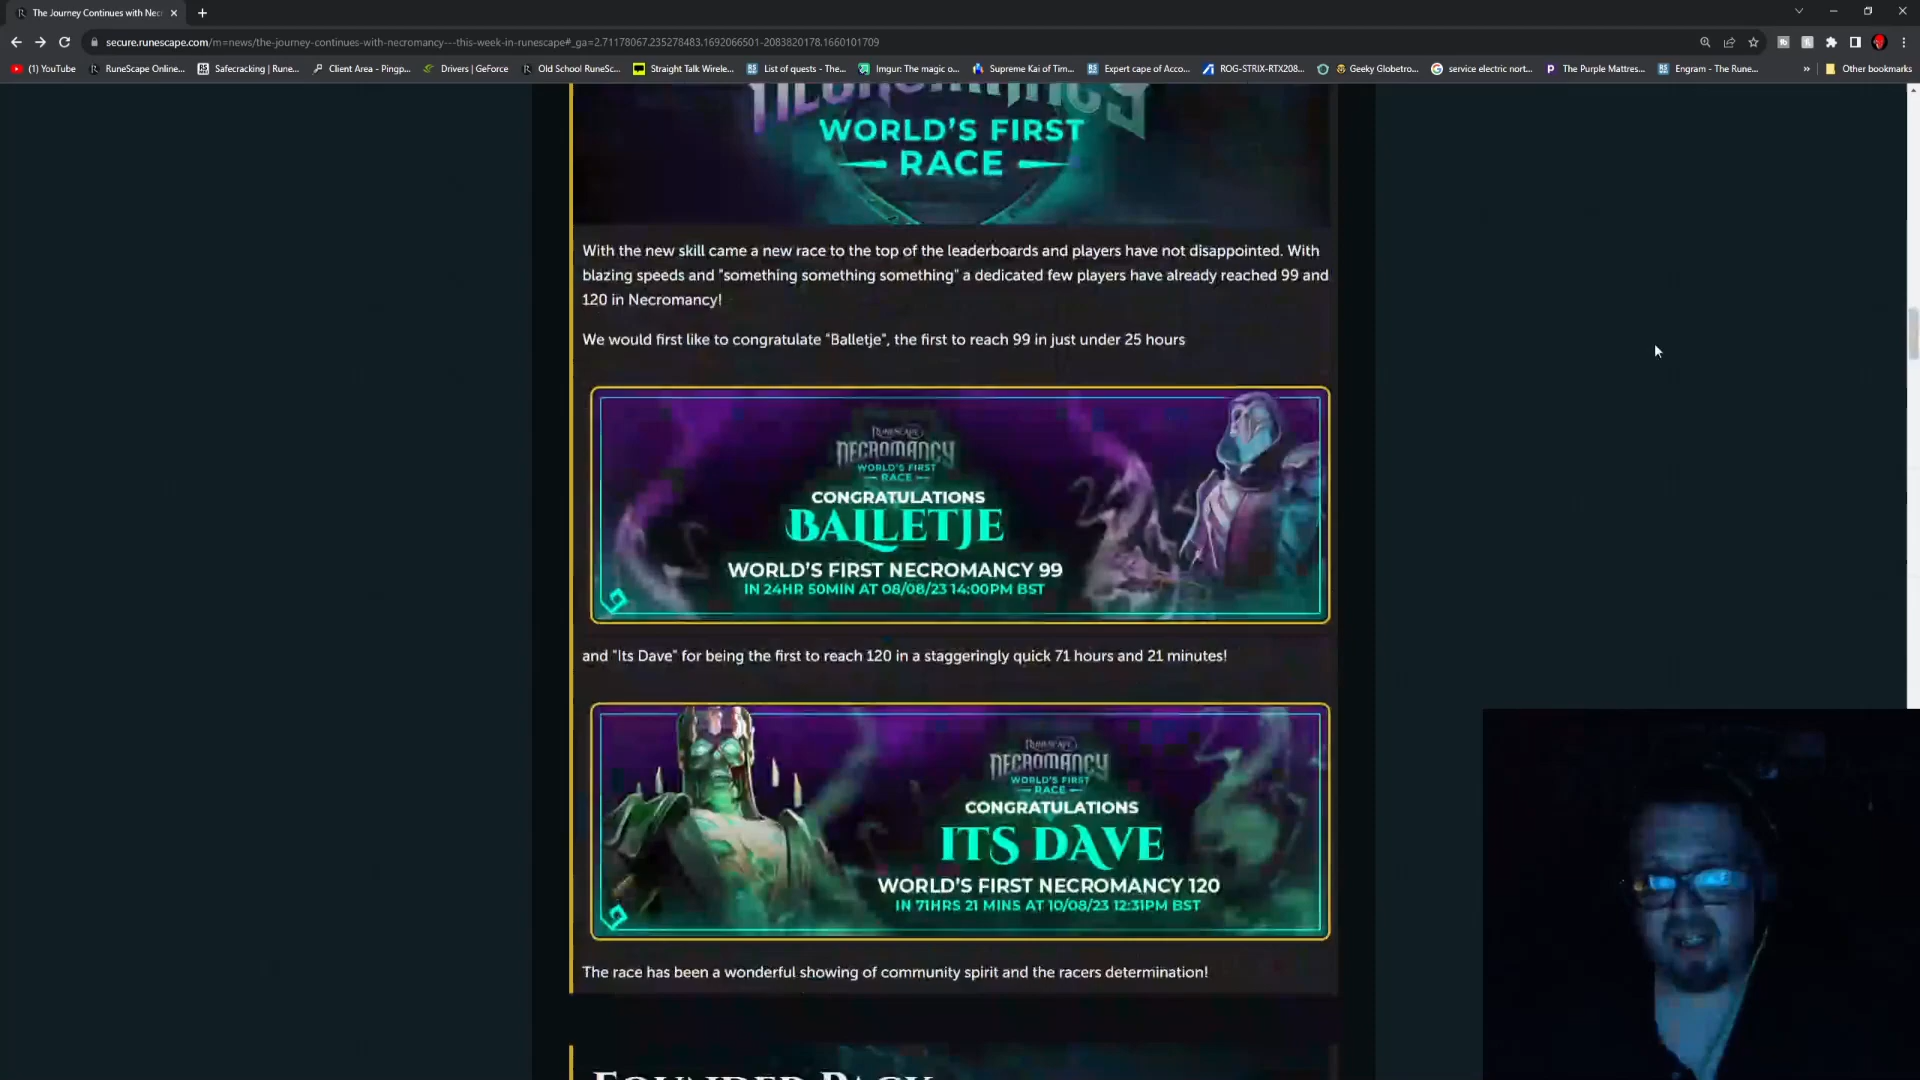 The Journey Continues with Nec
secure.runescape.com/m=news/the-journey-continues-with-necromancy---this-week-in-runescape#_ga=2.71178067.235278483.1692066501-2083820178.1660101709
(1) YouTube
RuneScape Online...
Safecracking | Rune...
Client Area - Pingp...
Drivers | GeForce
Old School RuneSc...
Straight Talk Wirele...
List of quests - The...
Imgur: The magic o...
Supreme Kai of Tim...
Expert cape of Acco...
ROG-STRIX-RTX208...
Geeky Globetro...
service electric nort...
The Purple Mattres...
Engram - The Rune...
»
Other bookmarks
NECROMANCY
WORLD'S FIRST
RACE
With the new skill came a new race to the top of the leaderboards and players have not disappointed. With
blazing speeds and "something something something" a dedicated few players have already reached 99 and
120 in Necromancy!
We would first like to congratulate "Balletje", the first to reach 99 in just under 25 hours
RUNESCAPE
NECROMANCY
WORLD'S FIRST
RACE
CONGRATULATIONS
BALLETJE
WORLD'S FIRST NECROMANCY 99
IN 24HR 50MIN AT 08/08/23 14:00PM BST
and "Its Dave" for being the first to reach 120 in a staggeringly quick 71 hours and 21 minutes!
RUNESCAPE
NECROMANCY
WORLD'S FIRST
RACE
CONGRATULATIONS
ITS DAVE
WORLD'S FIRST NECROMANCY 120
IN 71HRS 21 MINS AT 10/08/23 12:31PM BST
The race has been a wonderful showing of community spirit and the racers determination!
FOUNDER PACK